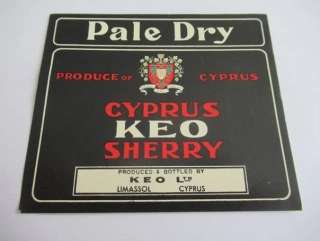 Pale Dry
PRODUCE OF CYPRUS
CYPRUS
KEO
SHERRY
PRODUCED & BOTTLED BY
KEO LTD
LIMASSOL CYPRUS